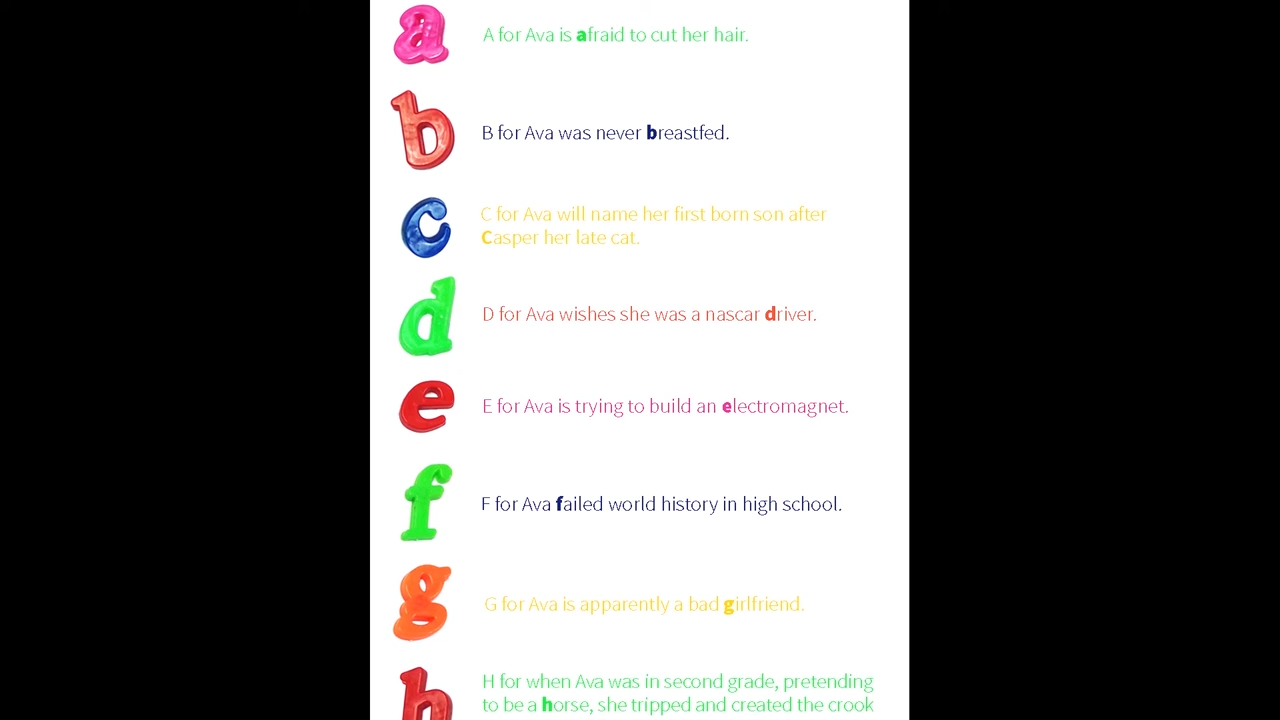 a
A for Ava is afraid to cut her hair.
b
B for Ava was never breastfed.
c
C for Ava will name her first born son after
Casper her late cat.
d
D for Ava wishes she was a nascar driver.
e
E for Ava is trying to build an electromagnet.
f
F for Ava failed world history in high school.
g
G for Ava is apparently a bad girlfriend.
h
H for when Ava was in second grade, pretending
to be a horse, she tripped and created the crook